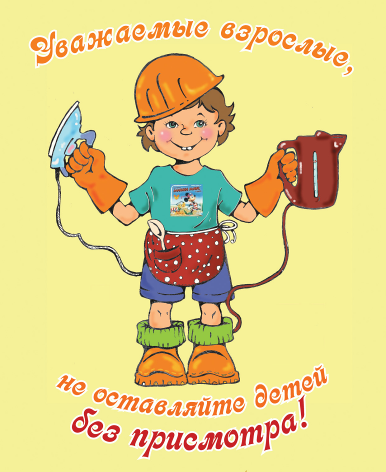 Уважаемые взрослые,
не оставляйте детей
без присмотра!